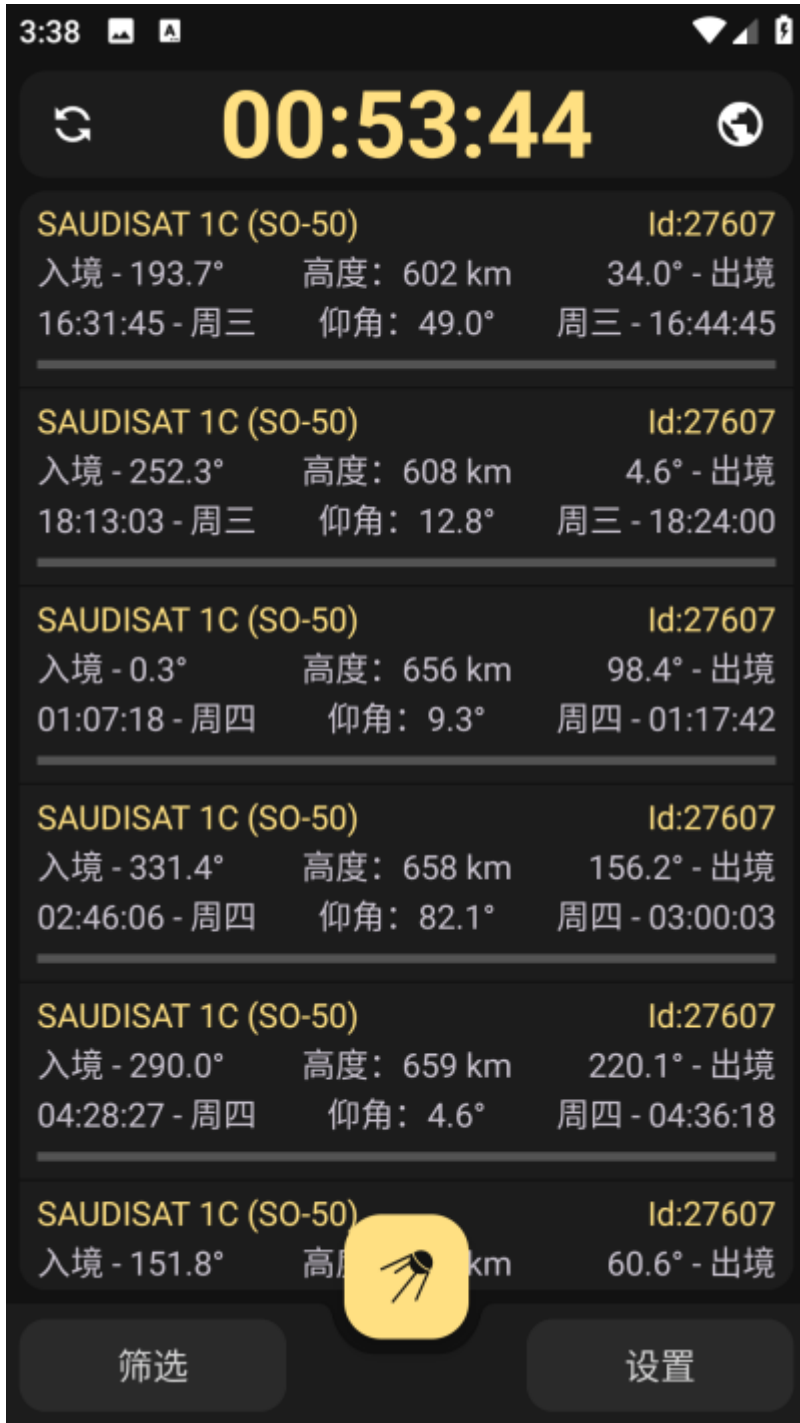 3:38
00:53:44
SAUDISAT 1C (SO-50) Id:27607
入境 - 193.7° 高度：602 km 34.0° - 出境
16:31:45 - 周三 仰角：49.0° 周三 - 16:44:45
SAUDISAT 1C (SO-50) Id:27607
入境 - 252.3° 高度：608 km 4.6° - 出境
18:13:03 - 周三 仰角：12.8° 周三 - 18:24:00
SAUDISAT 1C (SO-50) Id:27607
入境 - 0.3° 高度：656 km 98.4° - 出境
01:07:18 - 周四 仰角：9.3° 周四 - 01:17:42
SAUDISAT 1C (SO-50) Id:27607
入境 - 331.4° 高度：658 km 156.2° - 出境
02:46:06 - 周四 仰角：82.1° 周四 - 03:00:03
SAUDISAT 1C (SO-50) Id:27607
入境 - 290.0° 高度：659 km 220.1° - 出境
04:28:27 - 周四 仰角：4.6° 周四 - 04:36:18
SAUDISAT 1C (SO-50) Id:27607
入境 - 151.8° 高 km 60.6° - 出境
筛选 设置